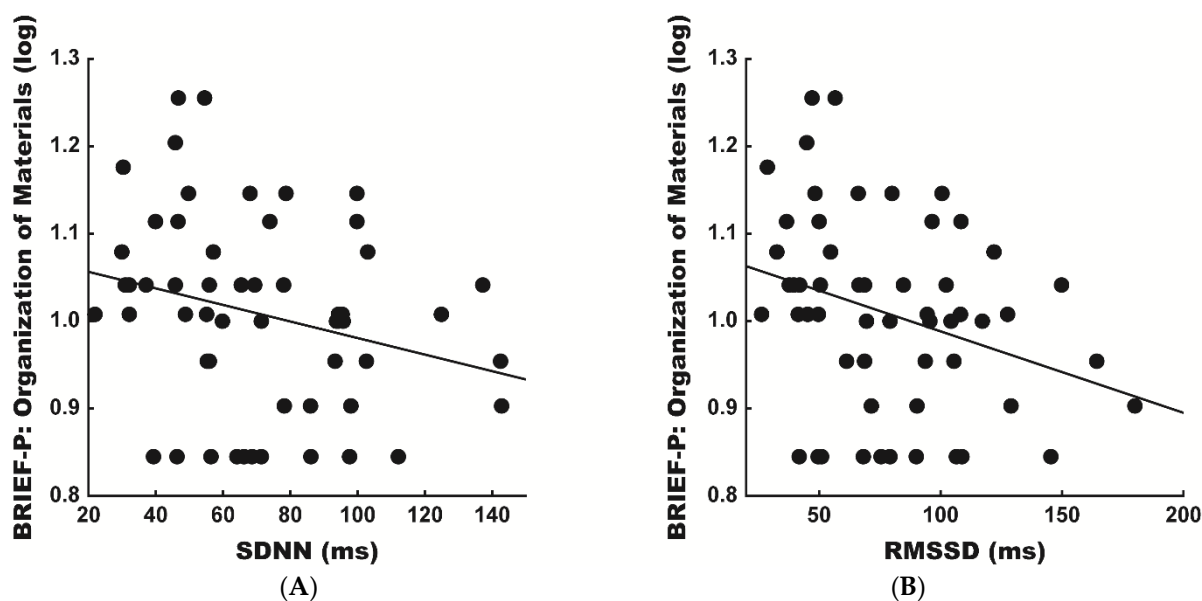 BRIEF-P: Organization of Materials (log)
1.3
1.2
1.1
1.0
0.9
0.8
20 40 60 80 100 120 140
SDNN (ms)
(A)
BRIEF-P: Organization of Materials (log)
1.3
1.2
1.1
1.0
0.9
0.8
50 100 150 200
RMSSD (ms)
(B)